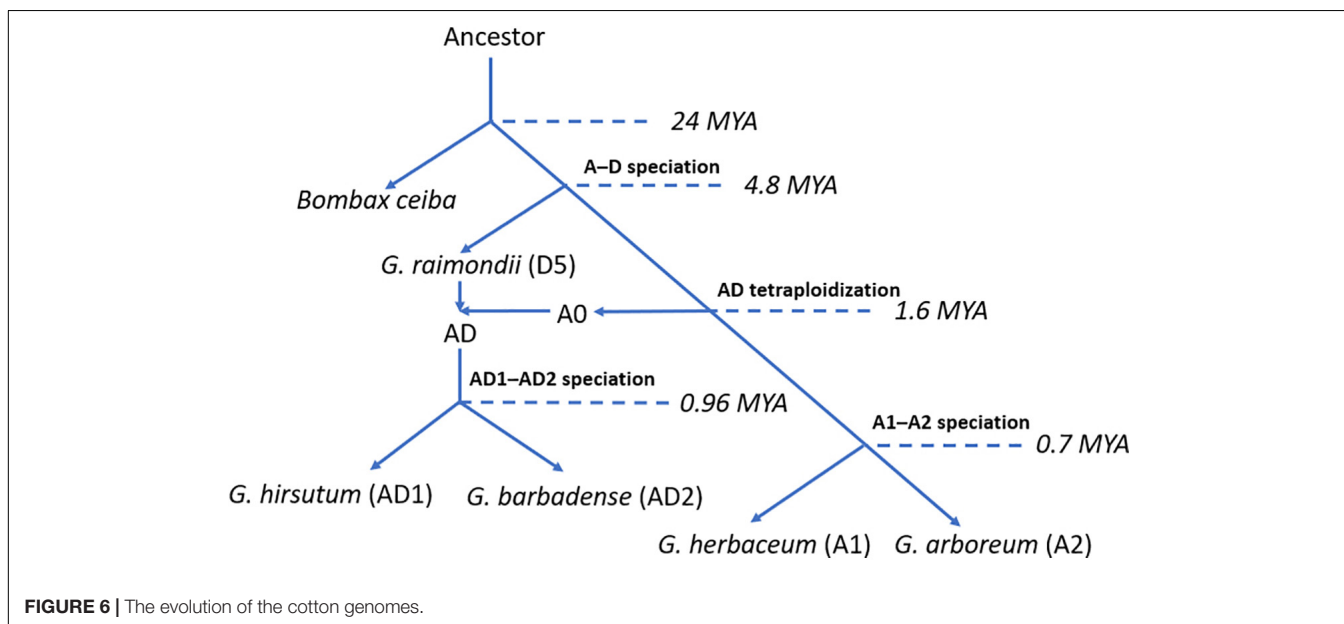 Ancestor
24 MYA
A–D speciation
4.8 MYA
Bombax ceiba
G. raimondii (D5)
AD tetraploidization
1.6 MYA
A0
AD
AD1–AD2 speciation
0.96 MYA
A1–A2 speciation
0.7 MYA
G. hirsutum (AD1)
G. barbadense (AD2)
G. herbaceum (A1)
G. arboreum (A2)
FIGURE 6 | The evolution of the cotton genomes.